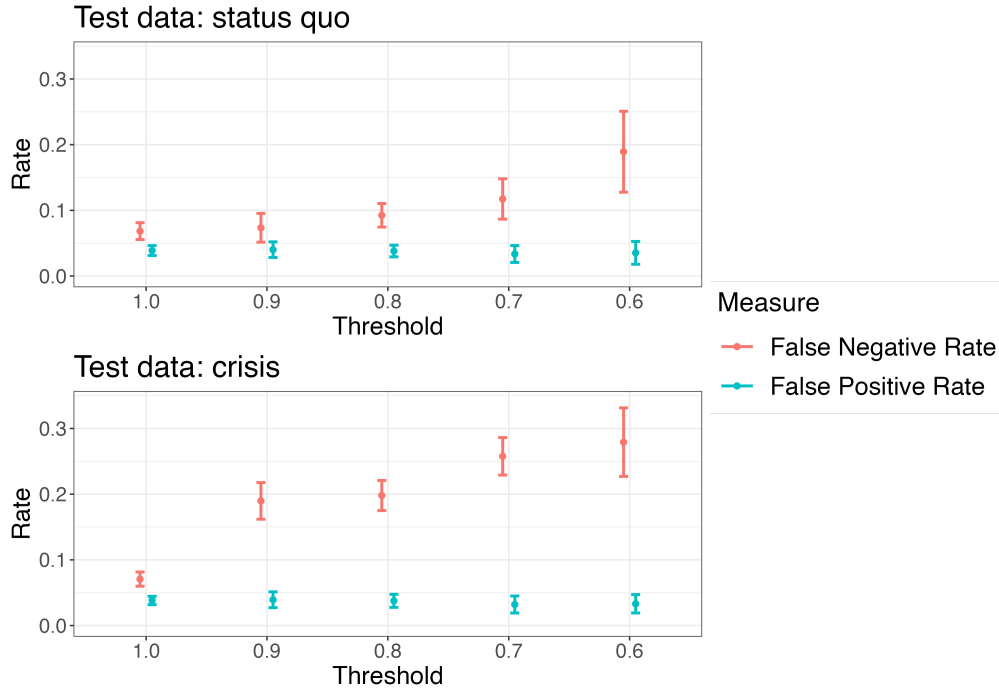 Test data: status quo
0.3
0.2
0.1
0.0
Rate
1.0 0.9 0.8 0.7 0.6
Threshold
Test data: crisis
0.3
0.2
0.1
0.0
Rate
1.0 0.9 0.8 0.7 0.6
Threshold
Measure
False Negative Rate
False Positive Rate